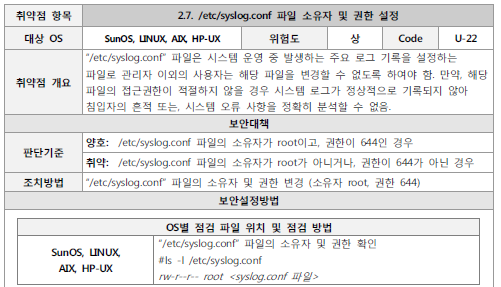 취약점 항목 2.7. /etc/syslog.conf 파일 소유자 및 권한 설정
대상 OS SunOS, LINUX, AIX, HP-UX 위험도 상 Code U-22
취약점 개요 "/etc/syslog.conf" 파일은 시스템 운영 중 발생하는 주요 로그 기록을 설정하는
파일로 관리자 이외의 사용자는 해당 파일을 변경할 수 없도록 하여야 함. 만약, 해당
파일의 접근권한이 적절하지 않을 경우 시스템 로그가 정상적으로 기록되지 않아
침입자의 흔적 또는, 시스템 오류 사항을 정확히 분석할 수 없음.
보안대책
판단기준 양호: /etc/syslog.conf 파일의 소유자가 root이고, 권한이 644인 경우
취약: /etc/syslog.conf 파일의 소유자가 root가 아니거나, 권한이 644가 아닌 경우
조치방법 "/etc/syslog.conf" 파일의 소유자 및 권한 변경 (소유자 root, 권한 644)
보안설정방법
OS별 점검 파일 위치 및 점검 방법
SunOS, LINUX,
AIX, HP-UX
"/etc/syslog.conf" 파일의 소유자 및 권한 확인
#ls -l /etc/syslog.conf
rw-r--r-- root <syslog.conf 파일>